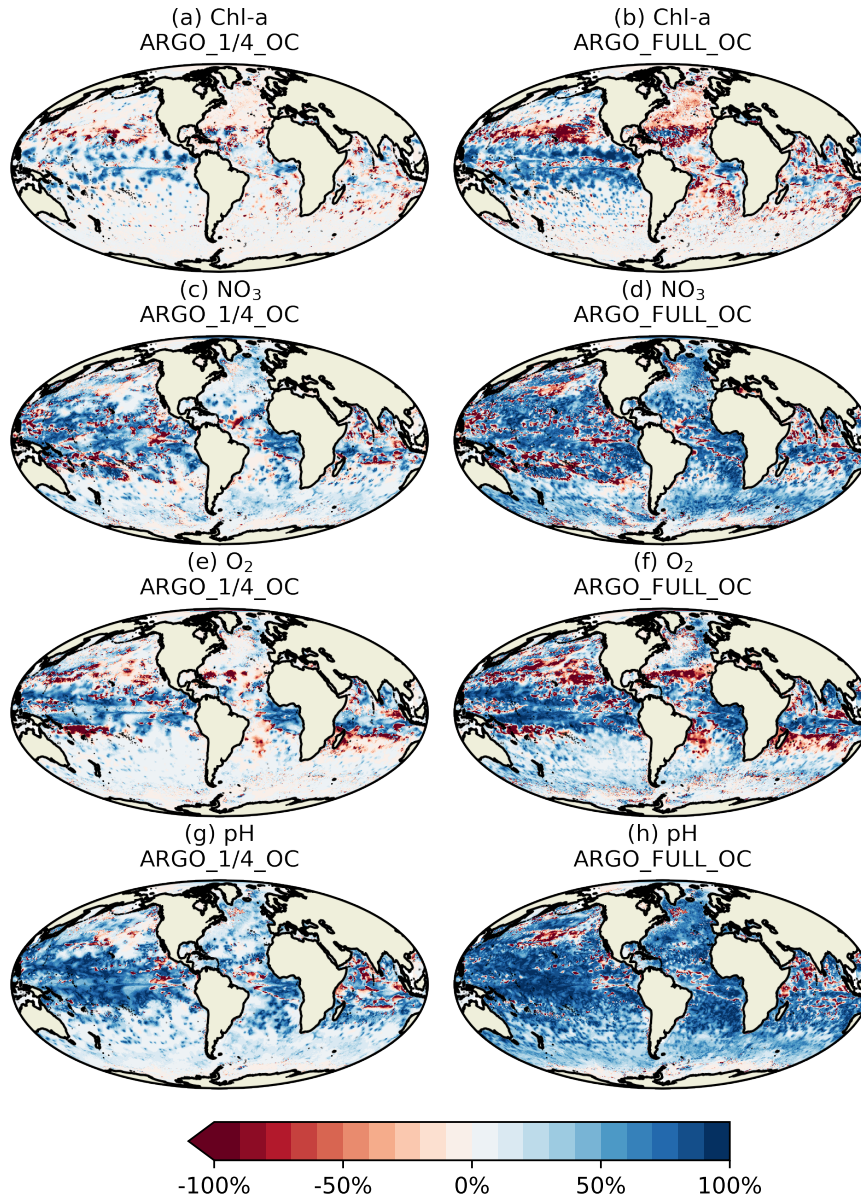 (a) Chl-a
ARGO_1/4_OC
(b) Chl-a
ARGO_FULL_OC
(c) NO₃
ARGO_1/4_OC
(d) NO₃
ARGO_FULL_OC
(e) O₂
ARGO_1/4_OC
(f) O₂
ARGO_FULL_OC
(g) pH
ARGO_1/4_OC
(h) pH
ARGO_FULL_OC
-100% -50% 0% 50% 100%